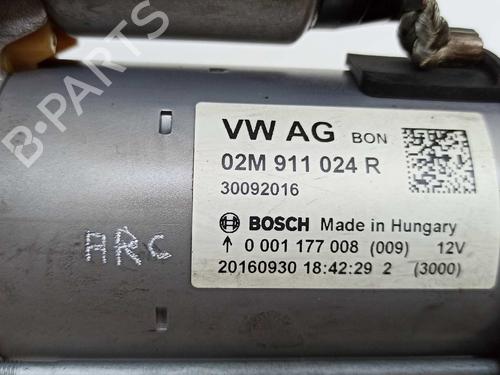 VW AG BON
02M 911 024 R
30092016
BOSCH Made in Hungary
↑ 0 001 177 008 (009) 12V
20160930 18:42:29 2 (3000)
ARC
B-PARTS